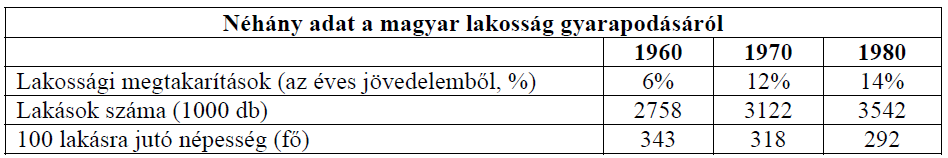 Néhány adat a magyar lakosság gyarapodásáról
1960 1970 1980
Lakossági megtakarítások (az éves jövedelemből, %) 6% 12% 14%
Lakások száma (1000 db) 2758 3122 3542
100 lakásra jutó népesség (fő) 343 318 292